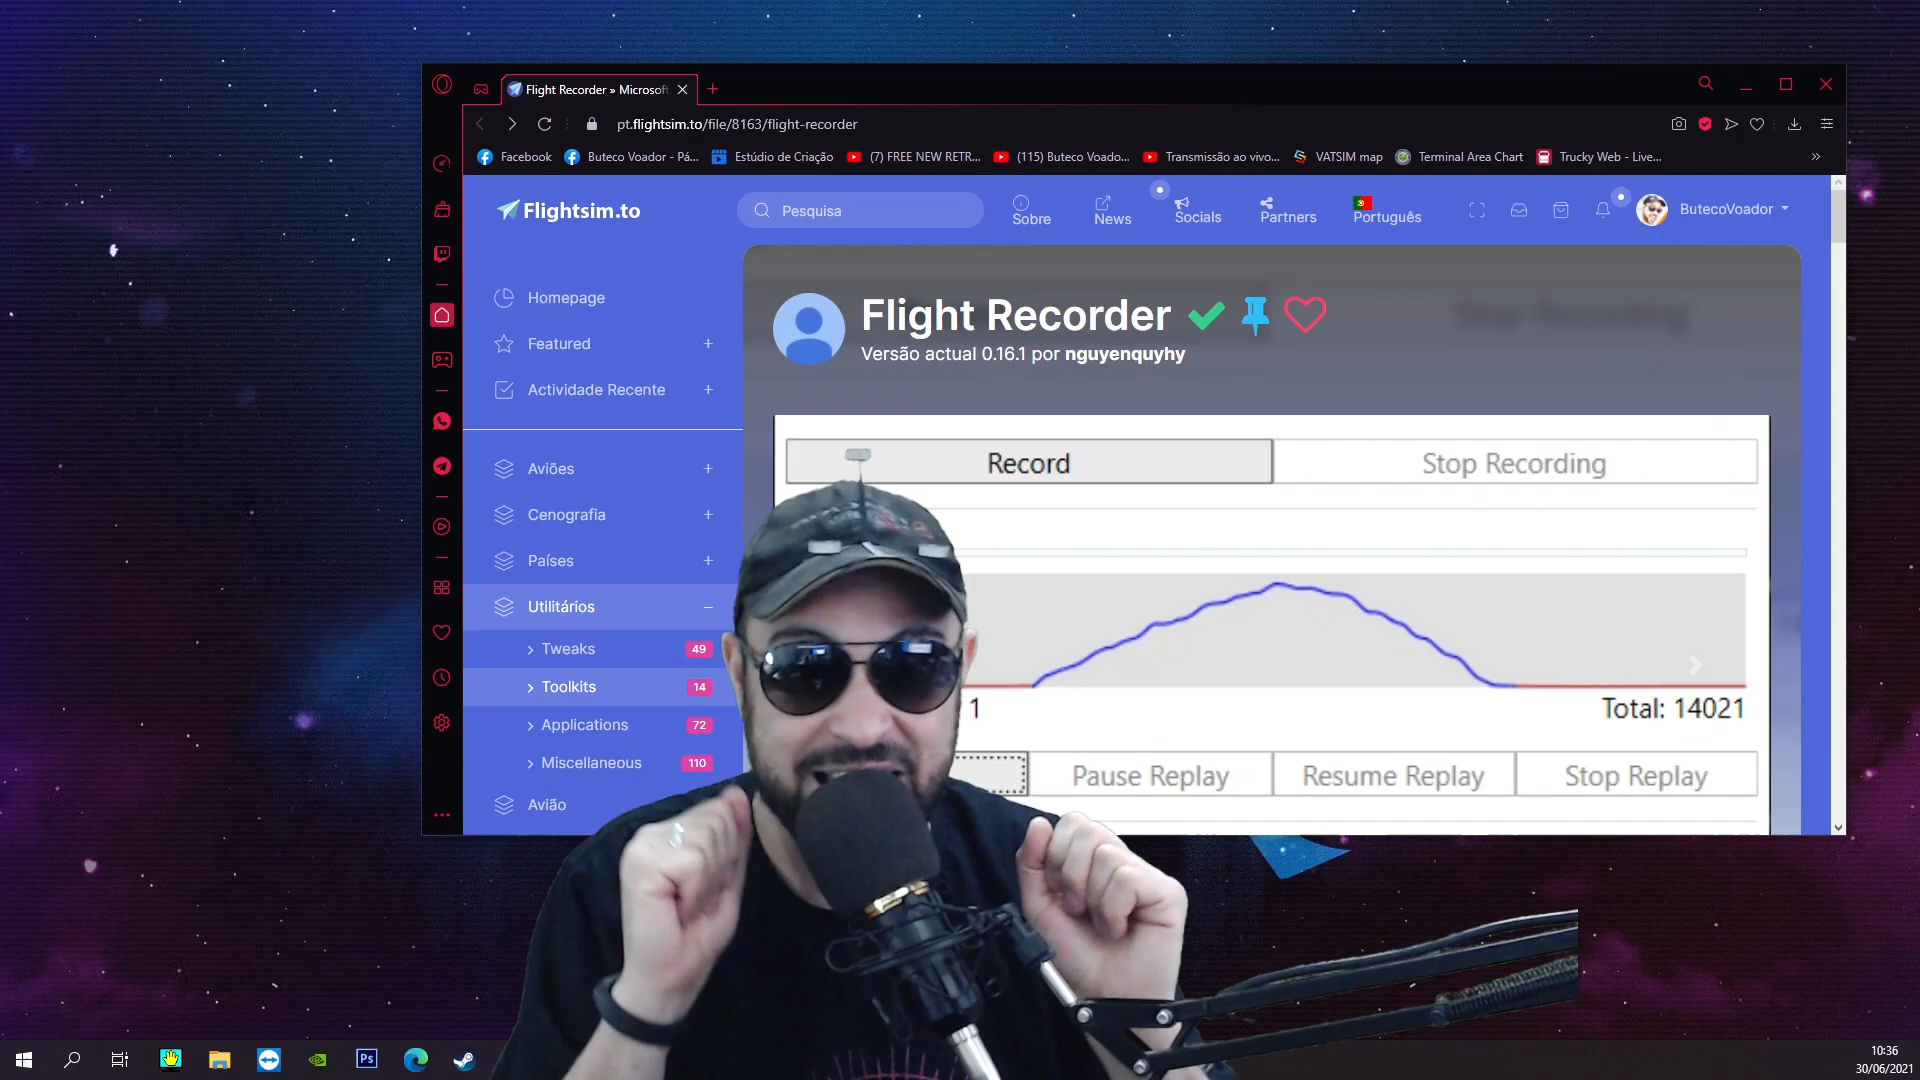 Flight Recorder » Microsoft
pt.flightsim.to/file/8163/flight-recorder
Facebook
Buteco Voador - Pá...
Estúdio de Criação
(7) FREE NEW RETR...
(115) Buteco Voado...
Transmissão ao vivo...
VATSIM map
Terminal Area Chart
Trucky Web - Live...
Flightsim.to
Pesquisa
Sobre
News
Socials
Partners
Português
ButecoVoador
Homepage
Featured
Actividade Recente
Aviões
Cenografia
Países
Utilitários
Tweaks 49
Toolkits 14
Applications 72
Miscellaneous 110
Avião
Flight Recorder
Versão actual 0.16.1 por nguyenquyhy
Record
Stop Recording
1
Total: 14021
Pause Replay
Resume Replay
Stop Replay
Ps
10:36
30/06/2021